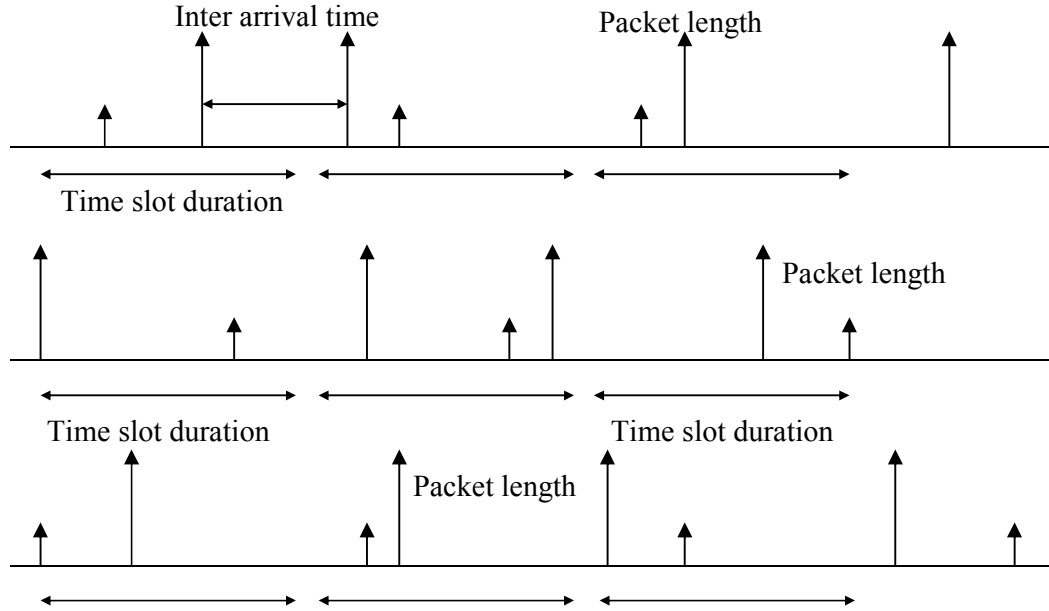 Inter arrival time
Packet length
Time slot duration
Packet length
Time slot duration
Time slot duration
Packet length